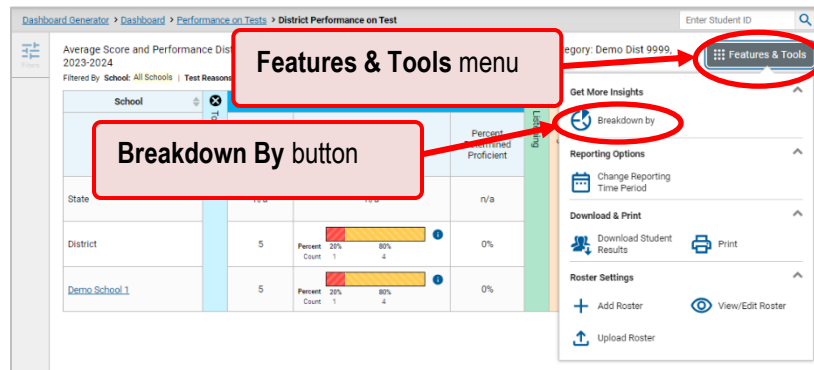 Dashboard Generator > Dashboard > Performance on Tests > District Performance on Test
Enter Student ID
Average Score and Performance Dis
egory: Demo Dist 9999,
2023-2024
Filtered By School: All Schools | Test Reasons
Filters
Features & Tools
Features & Tools menu
Breakdown By button
School
To
Listening
Percent
Determined
Proficient
State
n/a
n/a
n/a
District
5
Percent 20% 80%
Count 1 4
0%
Demo School 1
5
Percent 20% 80%
Count 1 4
0%
Get More Insights
Breakdown by
Reporting Options
Change Reporting
Time Period
Download & Print
Download Student
Results
Print
Roster Settings
Add Roster
View/Edit Roster
Upload Roster